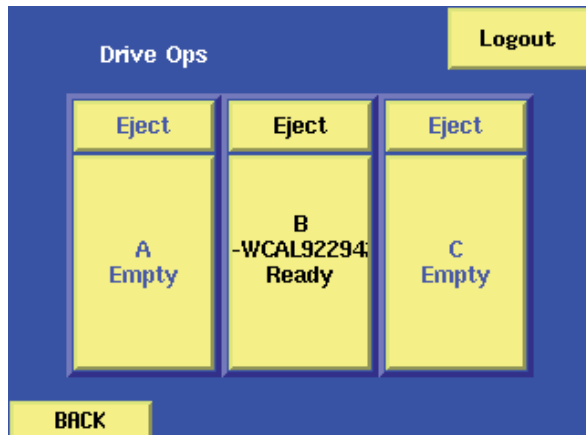 Drive Ops
Logout
Eject
Eject
Eject
A
Empty
B
-WCAL92294
Ready
C
Empty
BACK